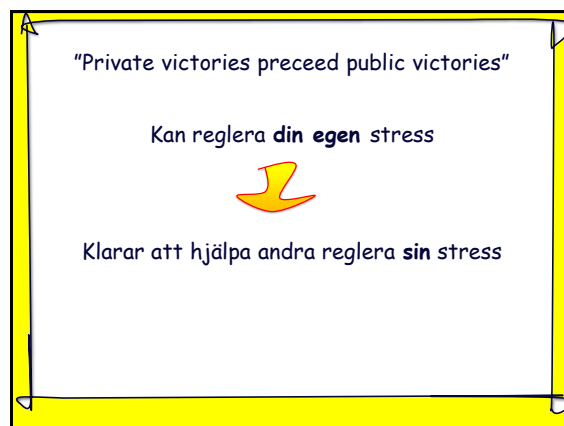 ”Private victories preceed public victories”
Kan reglera din egen stress
Klarar att hjälpa andra reglera sin stress